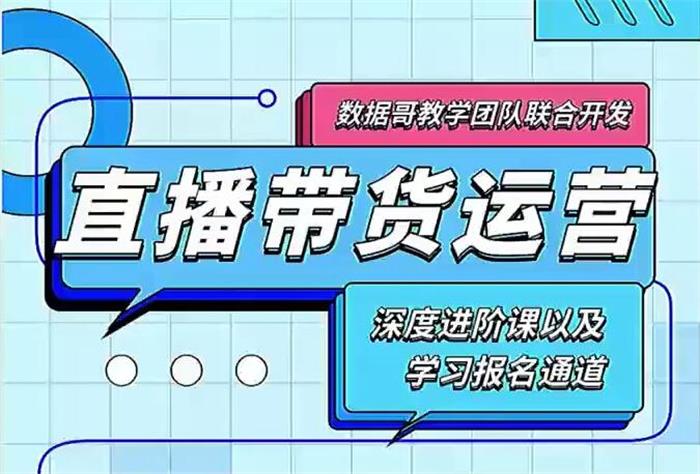 数据哥教学团队联合开发
直播带货运营
深度进阶课以及
学习报名通道